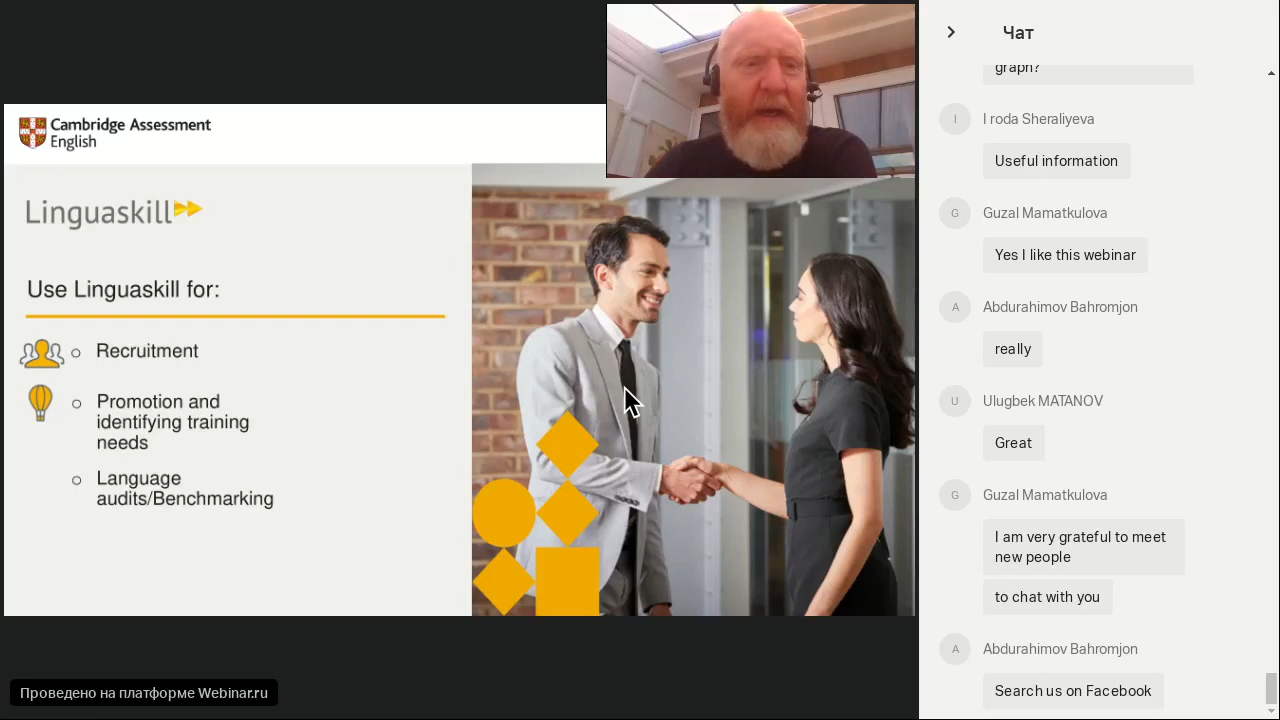 Cambridge Assessment
English
Linguaskill
Use Linguaskill for:
Recruitment
Promotion and
identifying training
needs
Language
audits/Benchmarking
Проведено на платформе Webinar.ru
Чат
graph?
I
I roda Sheraliyeva
Useful information
G
Guzal Mamatkulova
Yes I like this webinar
A
Abdurahimov Bahromjon
really
U
Ulugbek MATANOV
Great
G
Guzal Mamatkulova
I am very grateful to meet
new people
to chat with you
A
Abdurahimov Bahromjon
Search us on Facebook